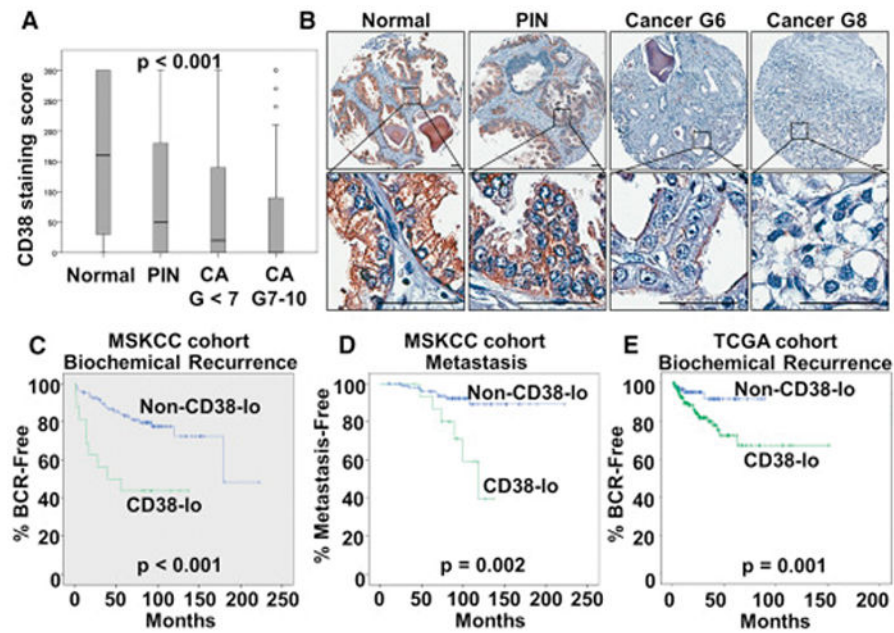 A
p < 0.001
CD38 staining score
300
250
200
150
100
50
0
Normal
PIN
CA
G < 7
CA
G7-10
B
Normal
PIN
Cancer G6
Cancer G8
C
MSKCC cohort
Biochemical Recurrence
% BCR-Free
100
80
60
40
20
0
Non-CD38-lo
CD38-lo
p < 0.001
0 50 100 150 200 250
Months
D
MSKCC cohort
Metastasis
% Metastasis-Free
100
80
60
40
20
0
Non-CD38-lo
CD38-lo
p = 0.002
0 50 100 150 200 250
Months
E
TCGA cohort
Biochemical Recurrence
% BCR-Free
100
80
60
40
20
0
Non-CD38-lo
CD38-lo
p = 0.001
0 50 100 150 200
Months